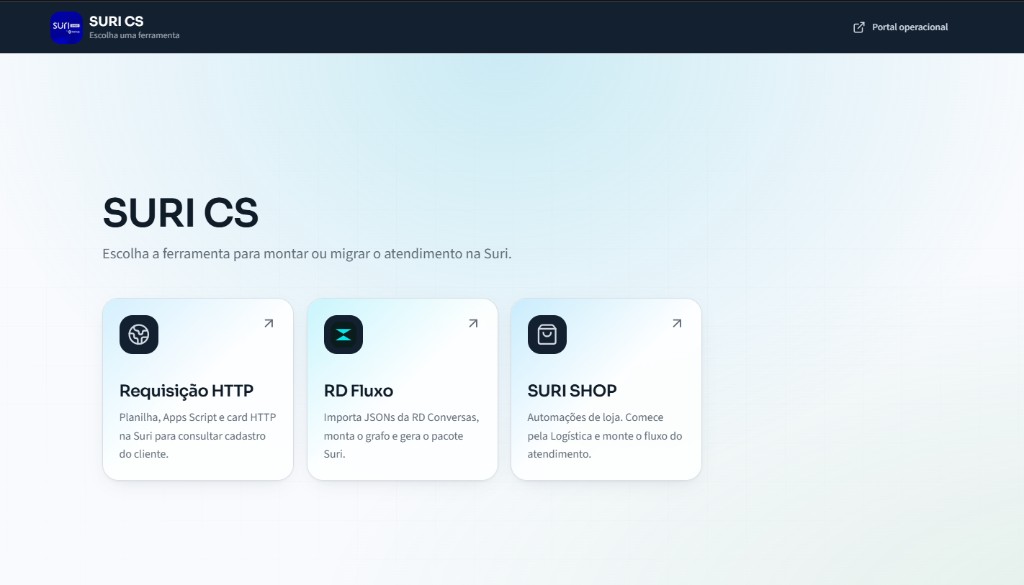 suri
SURI CS
Escolha uma ferramenta
Portal operacional
SURI CS
Escolha a ferramenta para montar ou migrar o atendimento na Suri.
Requisição HTTP
Planilha, Apps Script e card HTTP
na Suri para consultar cadastro
do cliente.
RD Fluxo
Importa JSONs da RD Conversas,
monta o grafo e gera o pacote
Suri.
SURI SHOP
Automações de loja. Comece
pela Logística e monte o fluxo do
atendimento.